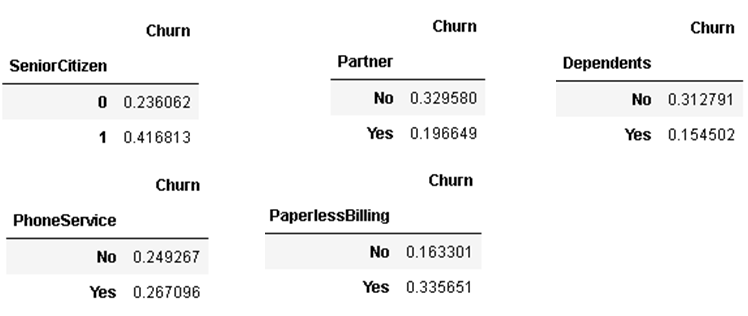 Churn
SeniorCitizen
0 0.236062
1 0.416813
Churn
Partner
No 0.329580
Yes 0.196649
Churn
Dependents
No 0.312791
Yes 0.154502
Churn
PhoneService
No 0.249267
Yes 0.267096
Churn
PaperlessBilling
No 0.163301
Yes 0.335651